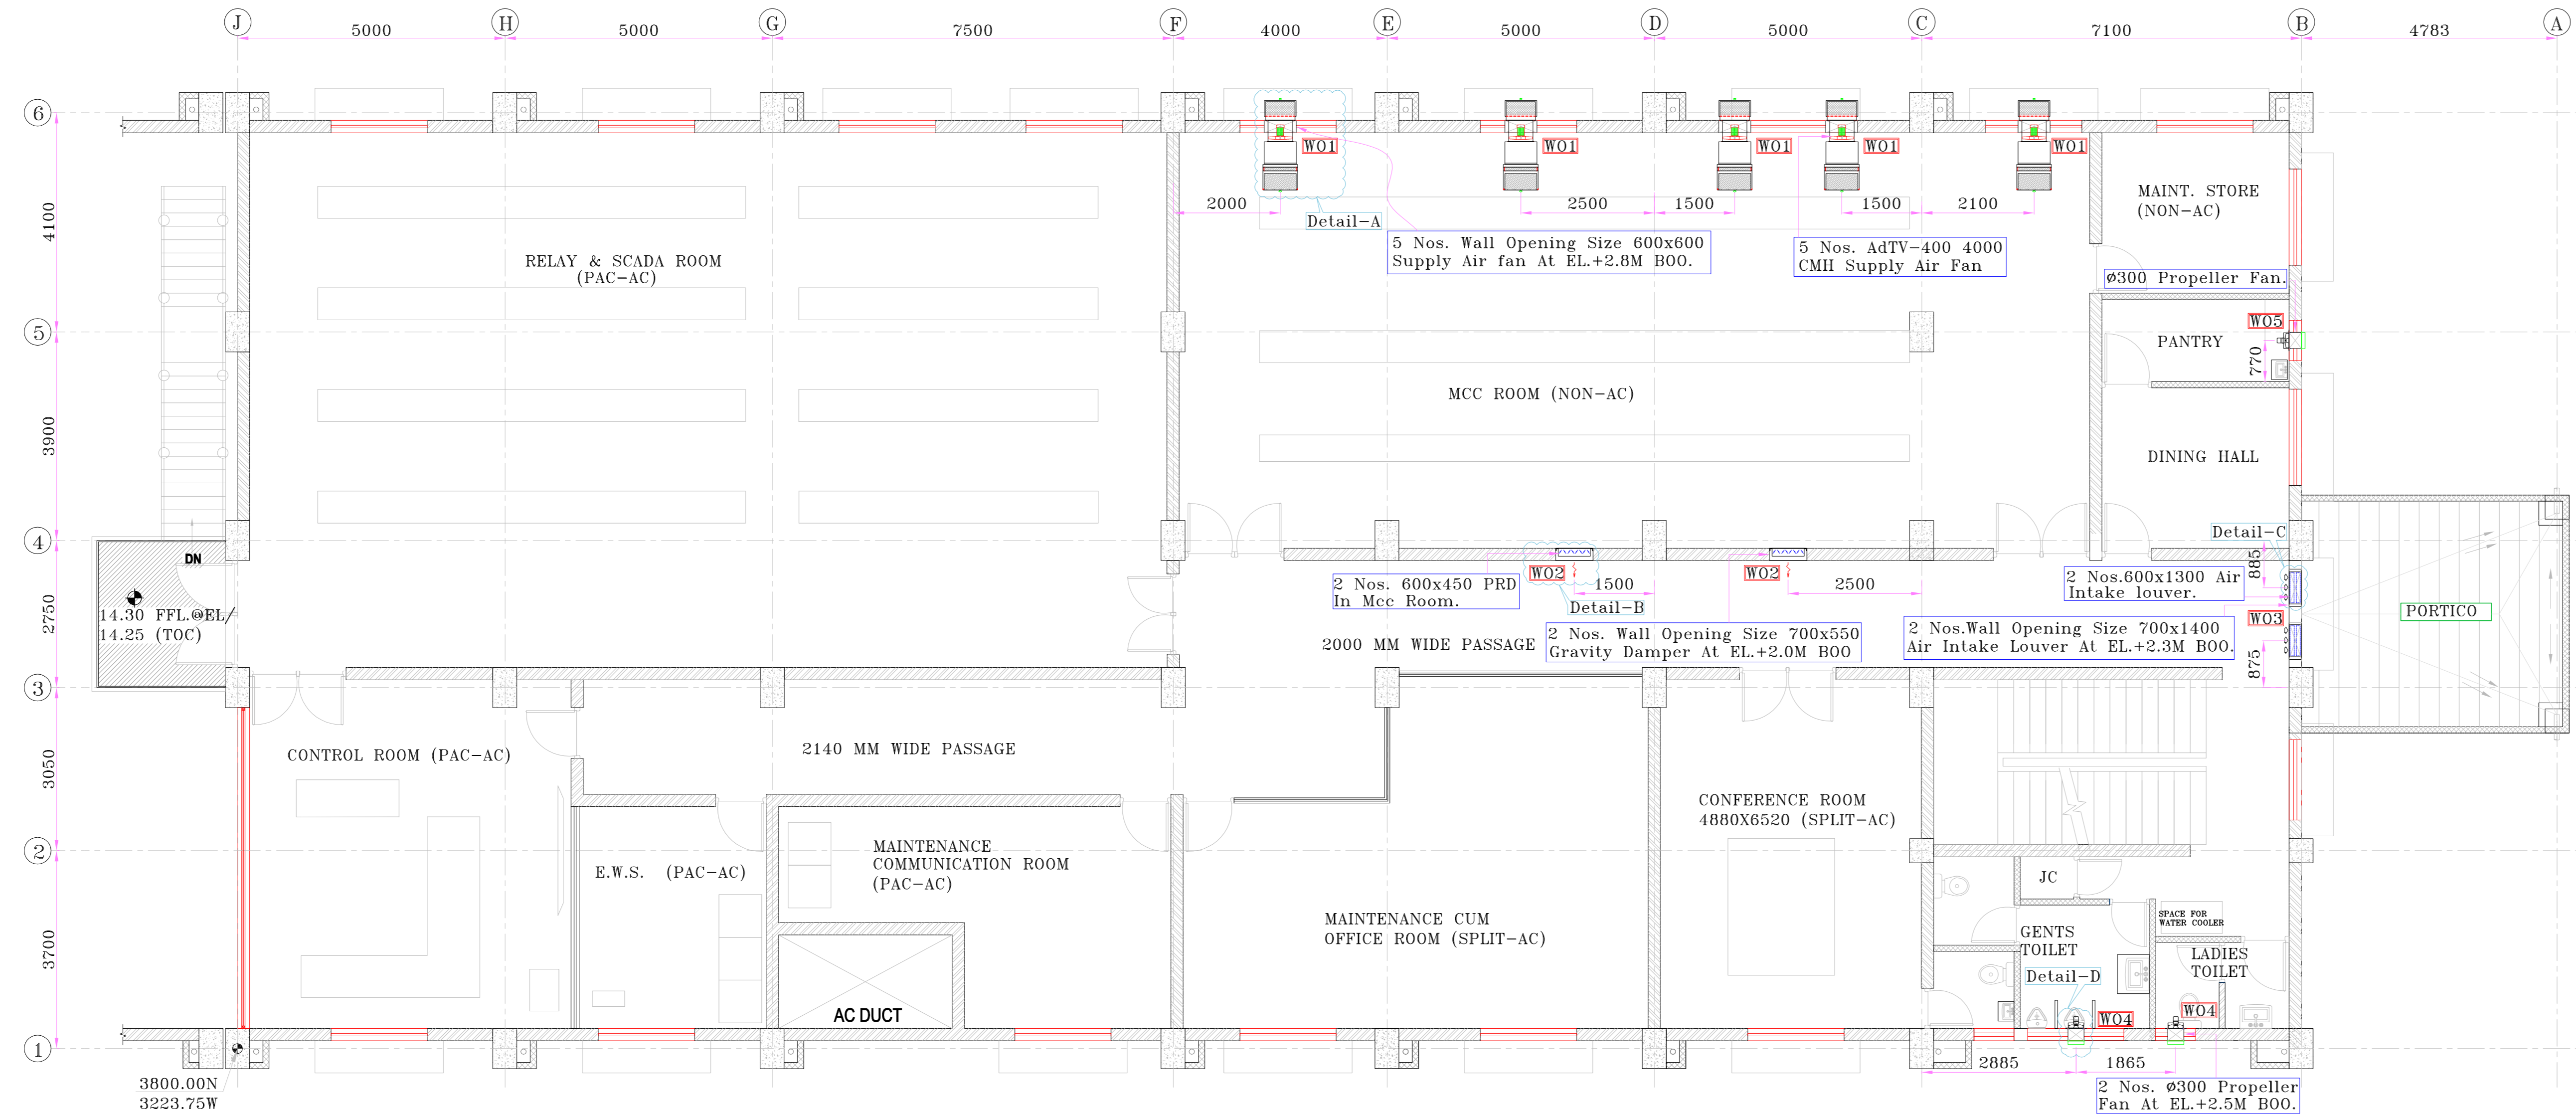 J H G F E D C B A
5000 5000 7500 4000 5000 5000 7100 4783
6
WO1 WO1 WO1 WO1 WO1
4100
2000 2500 1500 1500 2100
Detail-A
MAINT. STORE
(NON-AC)
5 Nos. Wall Opening Size 600x600
Supply Air fan At EL.+2.8M BOO.
5 Nos. AdTV-400 4000
CMH Supply Air Fan
RELAY & SCADA ROOM
(PAC-AC)
Ø300 Propeller Fan.
5
WO5
PANTRY
770
MCC ROOM (NON-AC)
3900
DINING HALL
4
Detail-C
DN
885
WO2 WO2
2 Nos. 600x450 PRD
In Mcc Room.
1500 2500
Detail-B
2 Nos.600x1300 Air
Intake louver.
14.30 FFL.@EL/
14.25 (TOC)
2750
PORTICO
WO3
2000 MM WIDE PASSAGE
2 Nos. Wall Opening Size 700x550
Gravity Damper At EL.+2.0M BOO
2 Nos.Wall Opening Size 700x1400
Air Intake Louver At EL.+2.3M BOO.
875
3
CONTROL ROOM (PAC-AC)
2140 MM WIDE PASSAGE
3050
CONFERENCE ROOM
4880X6520 (SPLIT-AC)
2
MAINTENANCE
COMMUNICATION ROOM
(PAC-AC)
E.W.S. (PAC-AC)
JC
MAINTENANCE CUM
OFFICE ROOM (SPLIT-AC)
SPACE FOR
WATER COOLER
GENTS
TOILET
LADIES
TOILET
3700
Detail-D
AC DUCT
WO4 WO4
1
2885 1865
3800.00N
3223.75W
2 Nos. Ø300 Propeller
Fan At EL.+2.5M BOO.